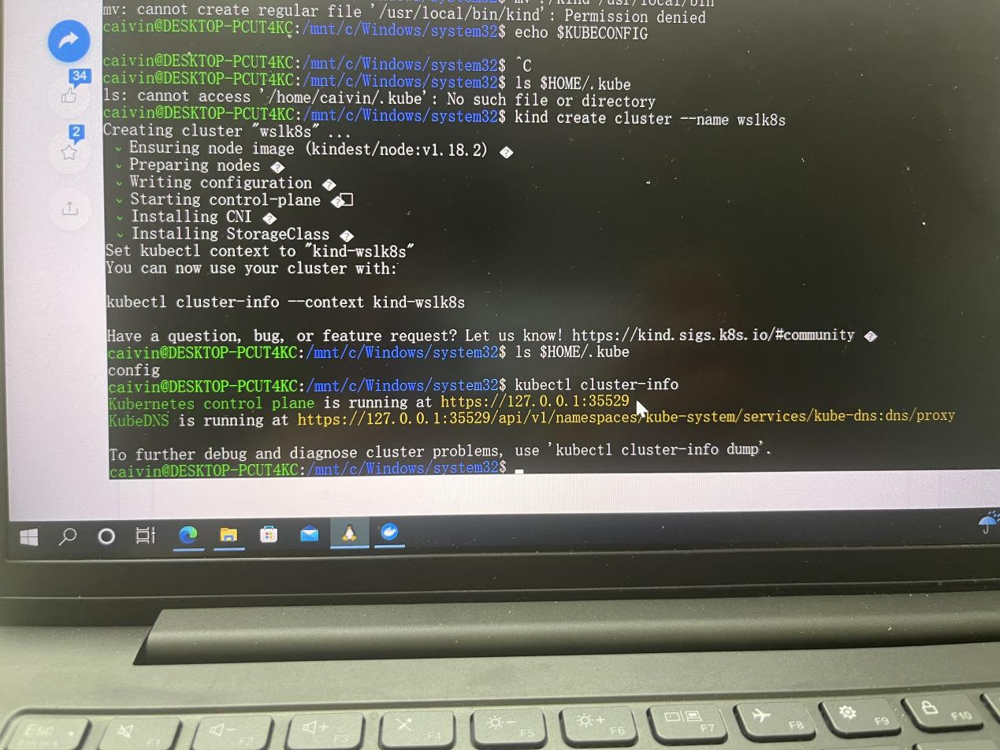 mv: cannot create regular file '/usr/local/bin/kind': Permission denied
caivin@DESKTOP-PCUT4KC:/mnt/c/Windows/system32$ echo $KUBECONFIG
caivin@DESKTOP-PCUT4KC:/mnt/c/Windows/system32$ ^C
caivin@DESKTOP-PCUT4KC:/mnt/c/Windows/system32$ ls $HOME/.kube
ls: cannot access '/home/caivin/.kube': No such file or directory
caivin@DESKTOP-PCUT4KC:/mnt/c/Windows/system32$ kind create cluster --name wslk8s
Creating cluster "wslk8s" ...
Ensuring node image (kindest/node:v1.18.2) �
Preparing nodes �
Writing configuration �
Starting control-plane �
Installing CNI �
Installing StorageClass �
Set kubectl context to "kind-wslk8s"
You can now use your cluster with:
kubectl cluster-info --context kind-wslk8s
Have a question, bug, or feature request? Let us know! https://kind.sigs.k8s.io/#community �
caivin@DESKTOP-PCUT4KC:/mnt/c/Windows/system32$ ls $HOME/.kube
config
caivin@DESKTOP-PCUT4KC:/mnt/c/Windows/system32$ kubectl cluster-info
Kubernetes control plane is running at https://127.0.0.1:35529
KubeDNS is running at https://127.0.0.1:35529/api/v1/namespaces/kube-system/services/kube-dns:dns/proxy
To further debug and diagnose cluster problems, use 'kubectl cluster-info dump'.
caivin@DESKTOP-PCUT4KC:/mnt/c/Windows/system32$
34
2
Esc
F1
F2
F3
F4
F5
F6
F7
F8
F9
F10